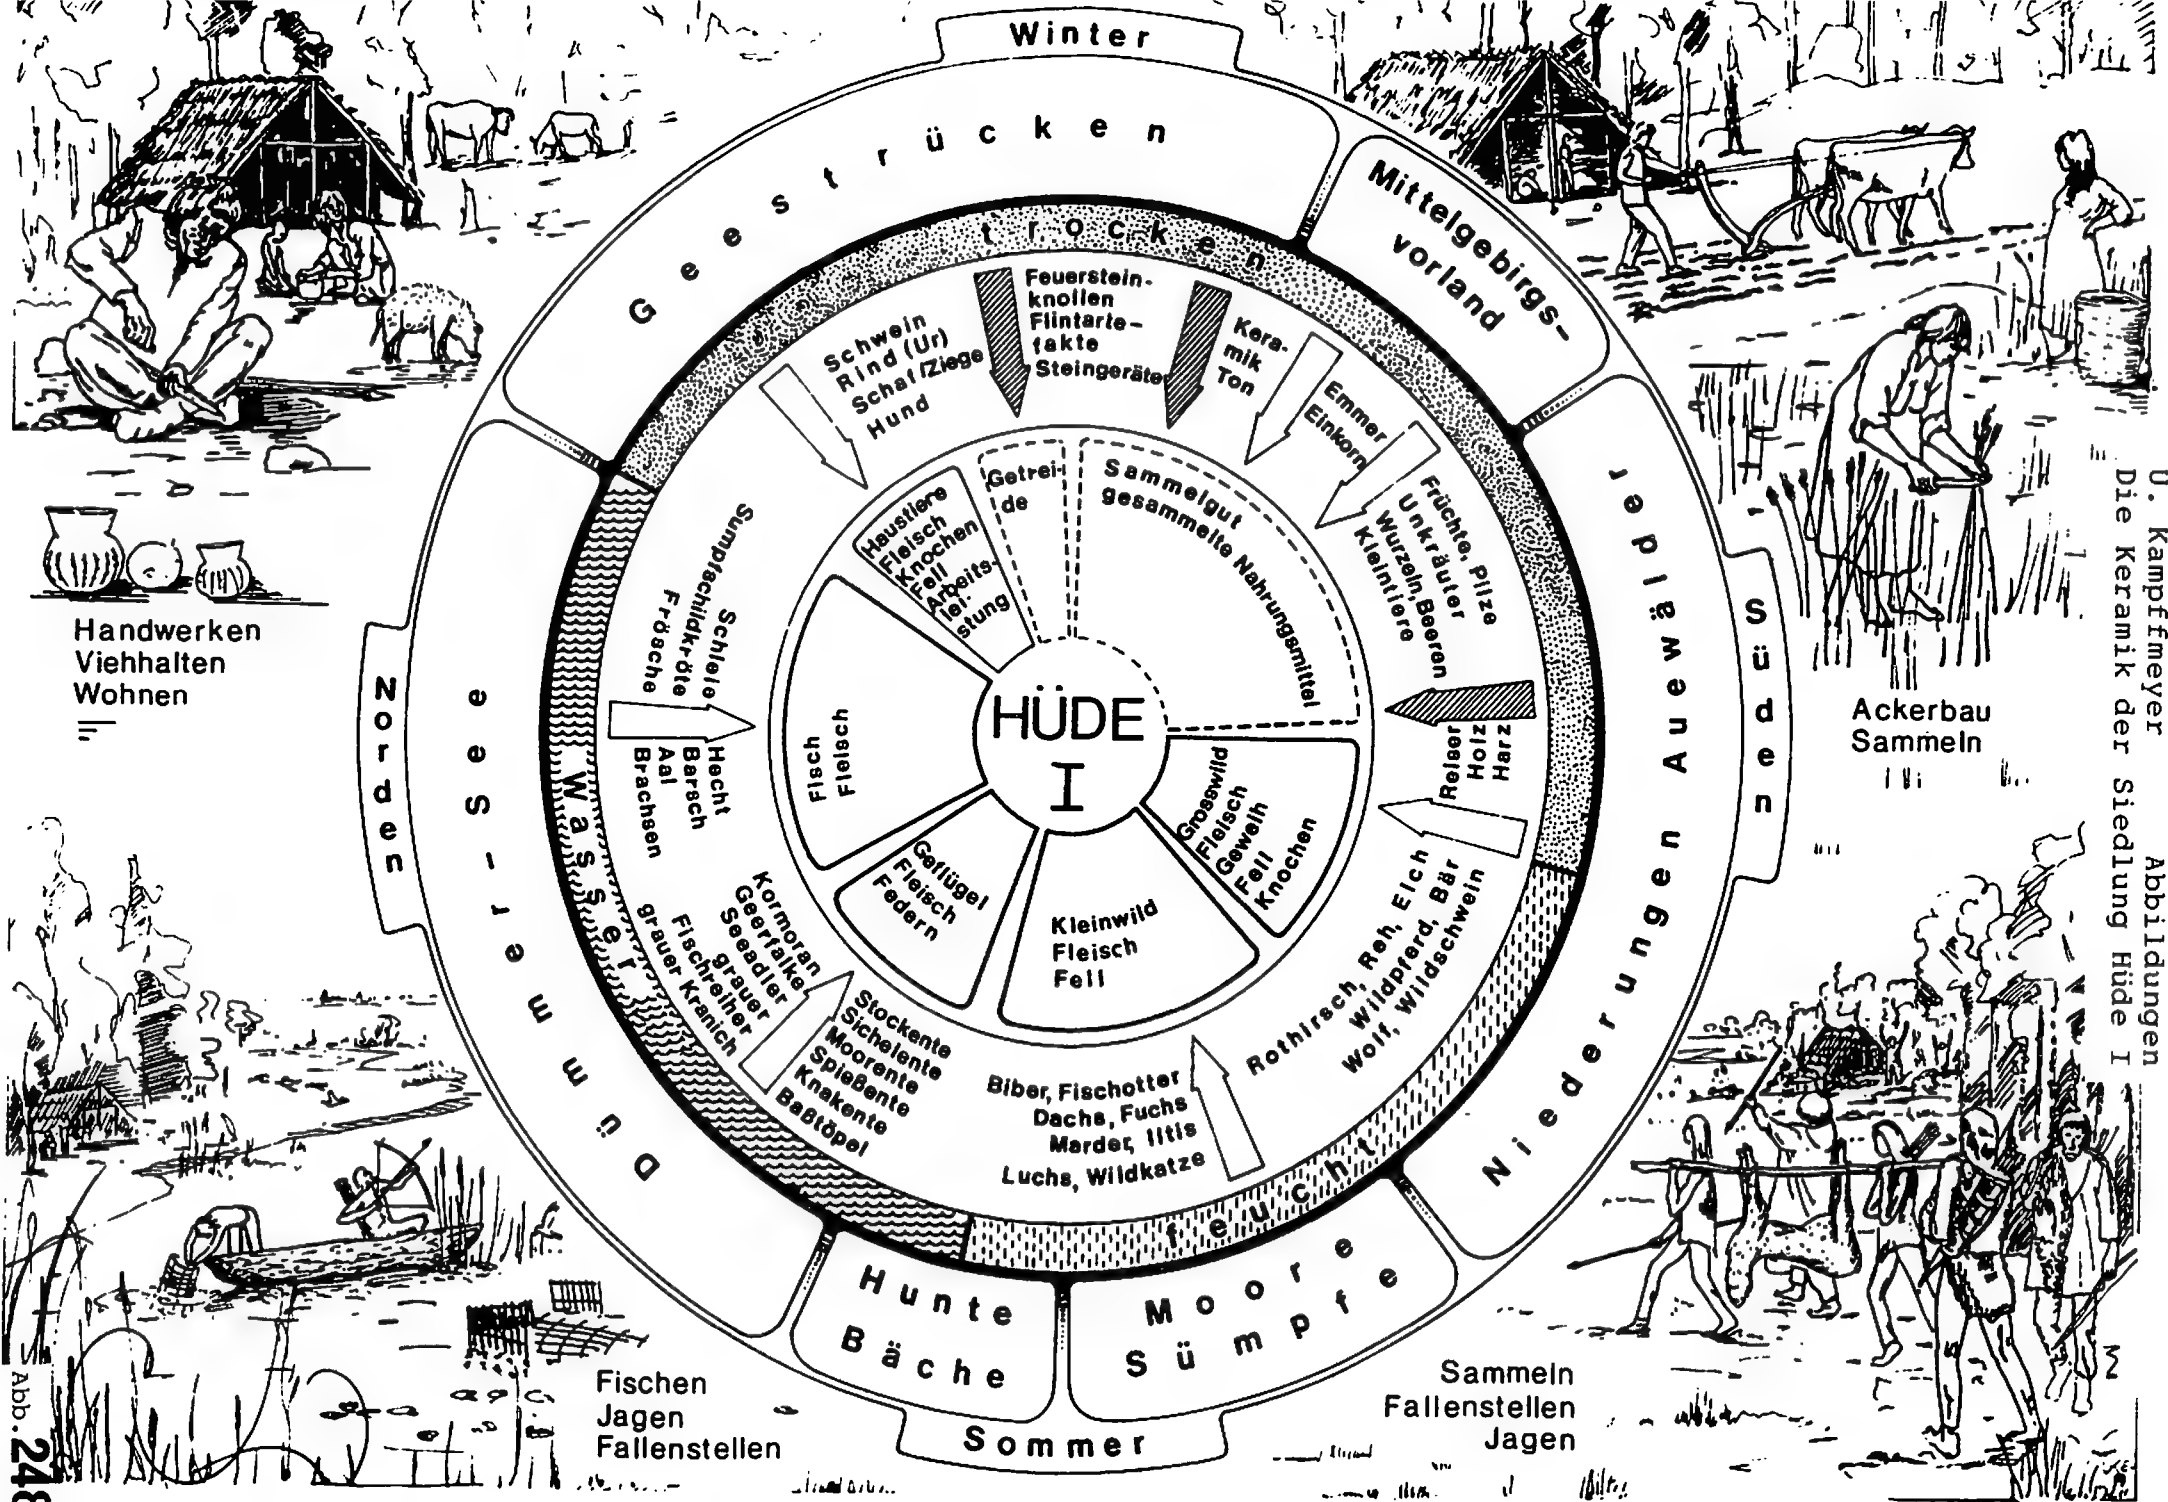 Winter
Geestrücken
Mittelgebirgs-
vorland
Auewälder
Niederungen
Süden
Moore
Sümpfe
Sommer
Hunte
Bäche
Dümmer-See
Norden
trocken
feucht
Wasser
Schwein
Rind (Ur)
Schaf/Ziege
Hund
Feuerstein-
knollen
Flintarte-
fakte
Steingeräte
Kera-
mik
Ton
Emmer
Einkorn
Früchte, Pilze
Unkräuter
Wurzeln, Beeren
Kleintiere
Reiser
Holz
Harz
Rothirsch, Reh, Elch
Wildpferd, Bär
Wolf, Wildschwein
Biber, Fischotter
Dachs, Fuchs
Marder, Iltis
Luchs, Wildkatze
Stockente
Sichelente
Moorente
Spießente
Knakente
Baßtöpel
Kormoran
Geerfalke
Seeadler
grauer
Fischreiher
grauer Kranich
Hecht
Barsch
Aal
Brachsen
Schleie
Sumpfschildkröte
Frösche
Haustiere
Fleisch
Knochen
Fell
Arbeits-
lei-
stung
Getrei-
de
Sammelgut
gesammelte Nahrungsmittel
Grosswild
Fleisch
Geweih
Fell
Knochen
Kleinwild
Fleisch
Fell
Geflügel
Fleisch
Federn
Fisch
Fleisch
HÜDE
I
Handwerken
Viehhalten
Wohnen
Ackerbau
Sammeln
Fischen
Jagen
Fallenstellen
Sammeln
Fallenstellen
Jagen
U. Kampffmeyer Abbildungen
Die Keramik der Siedlung Hüde I
Abb. 248